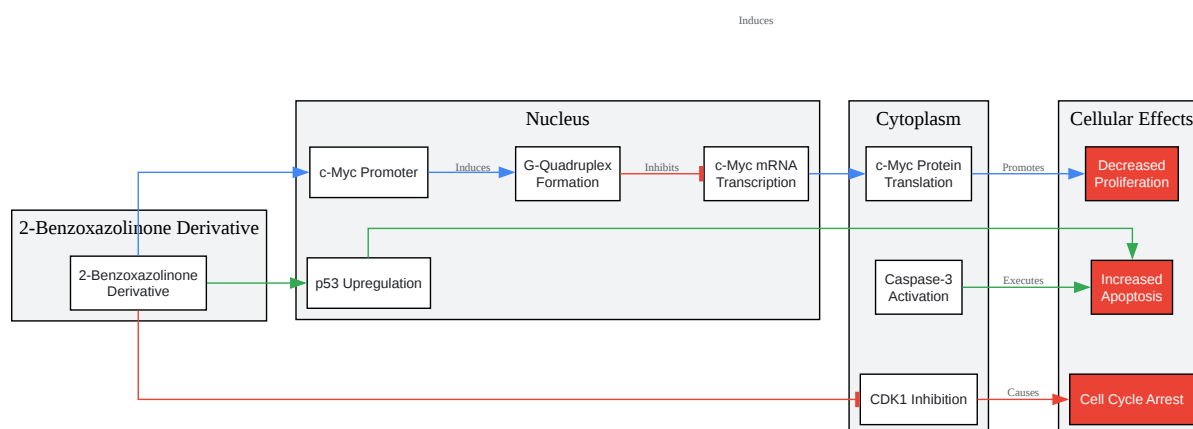 Induces
Nucleus
Cytoplasm
Cellular Effects
c-Myc Promoter
Induces
G-Quadruplex
Formation
Inhibits
c-Myc mRNA
Transcription
c-Myc Protein
Translation
Promotes
Decreased
Proliferation
2-Benzoxazolinone Derivative
2-Benzoxazolinone
Derivative
p53 Upregulation
Caspase-3
Activation
Executes
Increased
Apoptosis
CDK1 Inhibition
Causes
Cell Cycle Arrest